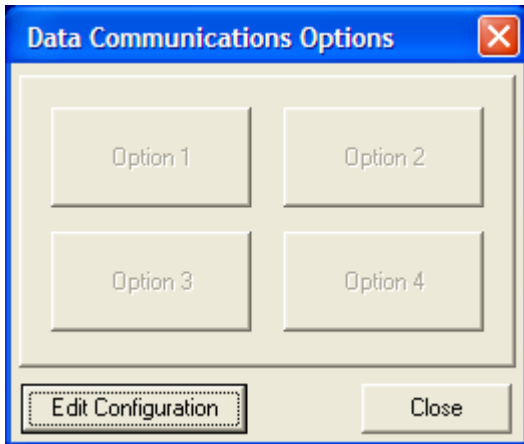 Data Communications Options
Option 1 Option 2
Option 3 Option 4
Edit Configuration Close